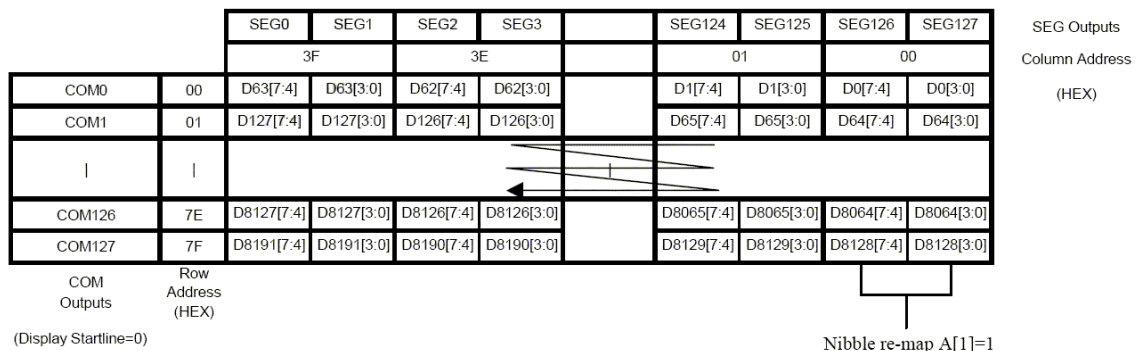 SEG0 SEG1 SEG2 SEG3 SEG124 SEG125 SEG126 SEG127 SEG Outputs
3F 3E 01 00 Column Address
(HEX)
COM0 00 D63[7:4] D63[3:0] D62[7:4] D62[3:0] D1[7:4] D1[3:0] D0[7:4] D0[3:0]
COM1 01 D127[7:4] D127[3:0] D126[7:4] D126[3:0] D65[7:4] D65[3:0] D64[7:4] D64[3:0]
| | |
COM126 7E D8127[7:4] D8127[3:0] D8126[7:4] D8126[3:0] D8065[7:4] D8065[3:0] D8064[7:4] D8064[3:0]
COM127 7F D8191[7:4] D8191[3:0] D8190[7:4] D8190[3:0] D8129[7:4] D8129[3:0] D8128[7:4] D8128[3:0]
COM
Outputs
Row
Address
(HEX)
(Display Startline=0)
Nibble re-map A[1]=1